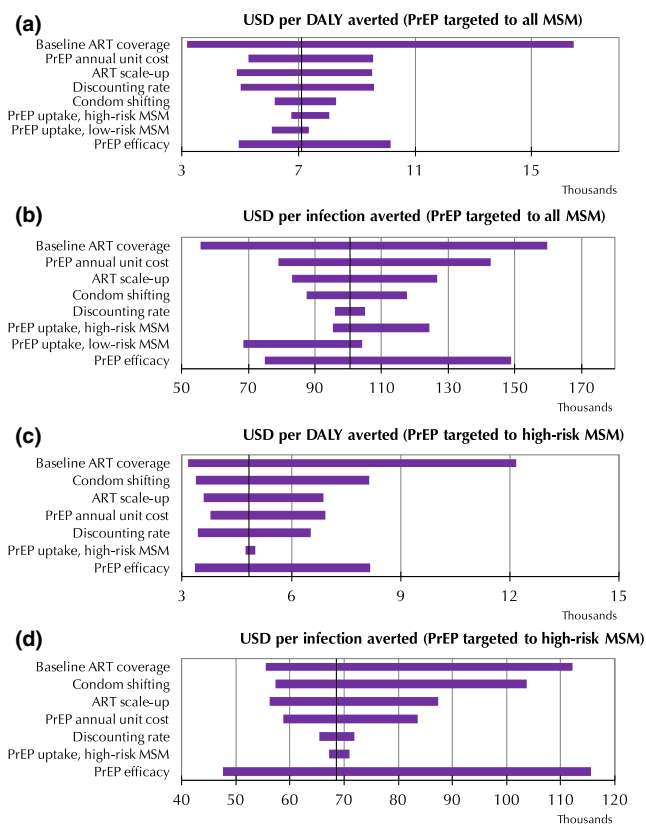 (a)
USD per DALY averted (PrEP targeted to all MSM)
Baseline ART coverage
PrEP annual unit cost
ART scale-up
Discounting rate
Condom shifting
PrEP uptake, high-risk MSM
PrEP uptake, low-risk MSM
PrEP efficacy
3 7 11 15
Thousands
(b)
USD per infection averted (PrEP targeted to all MSM)
Baseline ART coverage
PrEP annual unit cost
ART scale-up
Condom shifting
Discounting rate
PrEP uptake, high-risk MSM
PrEP uptake, low-risk MSM
PrEP efficacy
50 70 90 110 130 150 170
Thousands
(c)
USD per DALY averted (PrEP targeted to high-risk MSM)
Baseline ART coverage
Condom shifting
ART scale-up
PrEP annual unit cost
Discounting rate
PrEP uptake, high-risk MSM
PrEP efficacy
3 6 9 12 15
Thousands
(d)
USD per infection averted (PrEP targeted to high-risk MSM)
Baseline ART coverage
Condom shifting
ART scale-up
PrEP annual unit cost
Discounting rate
PrEP uptake, high-risk MSM
PrEP efficacy
40 50 60 70 80 90 100 110 120
Thousands